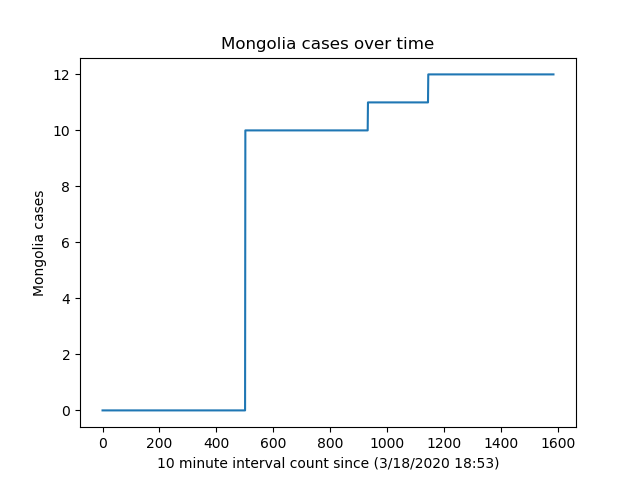 Mongolia cases over time
12
10
8
6
4
2
0
Mongolia cases
0 200 400 600 800 1000 1200 1400 1600
10 minute interval count since (3/18/2020 18:53)